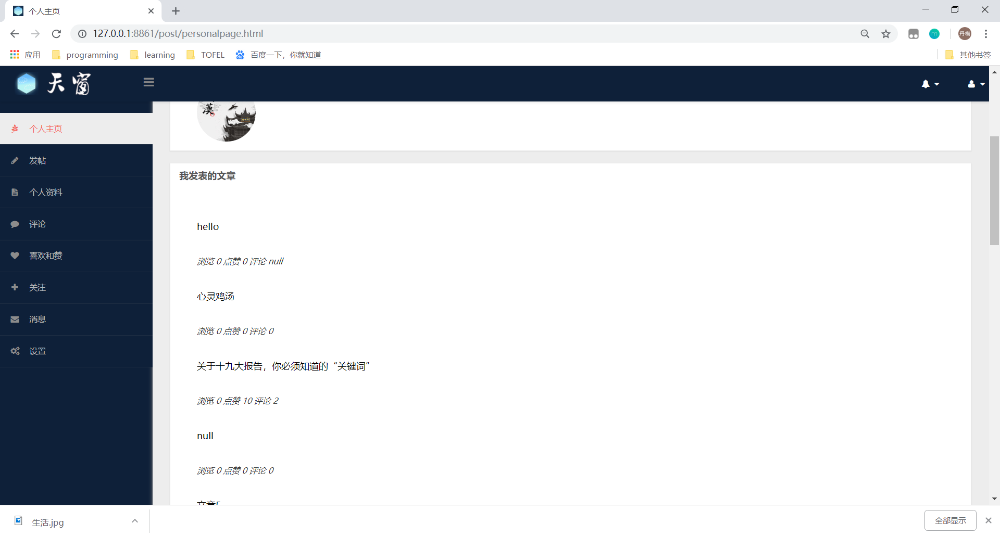 个人主页
127.0.0.1:8861/post/personalpage.html
丹梅
应用
programming
learning
TOFEL
百度一下，你就知道
其他书签
天窗
漢
个人主页
发帖
个人资料
评论
喜欢和赞
关注
消息
设置
我发表的文章
hello
浏览 0 点赞 0 评论 null
心灵鸡汤
浏览 0 点赞 0 评论 0
关于十九大报告，你必须知道的“关键词”
浏览 0 点赞 10 评论 2
null
浏览 0 点赞 0 评论 0
生活.jpg
全部显示